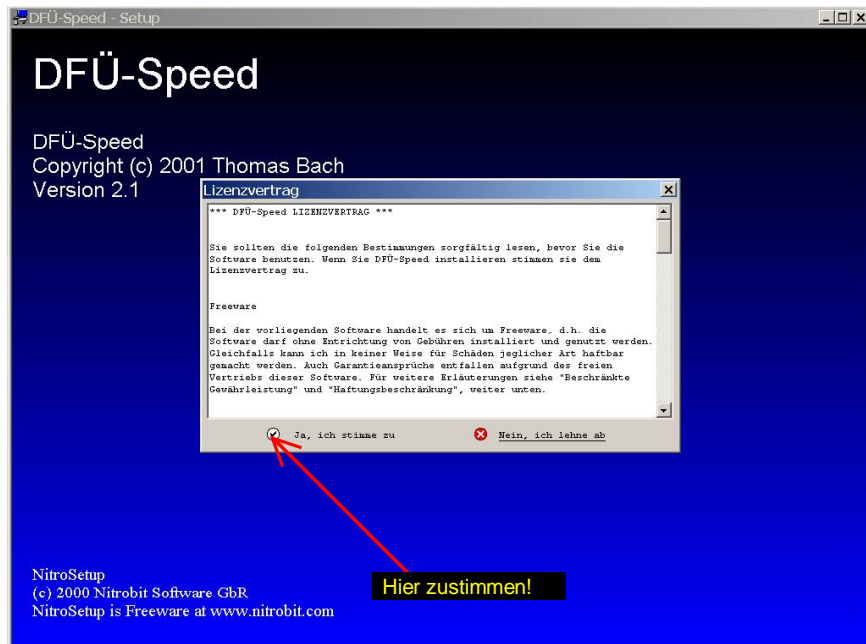 DFÜ-Speed - Setup
DFÜ-Speed
DFÜ-Speed
Copyright (c) 2001 Thomas Bach
Version 2.1
Lizenzvertrag
*** DFÜ-Speed LIZENZVERTRAG ***
Sie sollten die folgenden Bestimmungen sorgfältig lesen, bevor Sie die
Software benutzen. Wenn Sie DFÜ-Speed installieren stimmen sie dem
Lizenzvertrag zu.
Freeware
Bei der vorliegenden Software handelt es sich um Freeware, d.h. die
Software darf ohne Entrichtung von Gebühren installiert und genutzt werden.
Gleichfalls kann ich in keiner Weise für Schäden jeglicher Art haftbar
gemacht werden. Auch Garantieansprüche entfallen aufgrund des freien
Vertriebs dieser Software. Für weitere Erläuterungen siehe "Beschränkte
Gewährleistung" und "Haftungsbeschränkung", weiter unten.
Ja, ich stimme zu
Nein, ich lehne ab
Hier zustimmen!
NitroSetup
(c) 2000 Nitrobit Software GbR
NitroSetup is Freeware at www.nitrobit.com